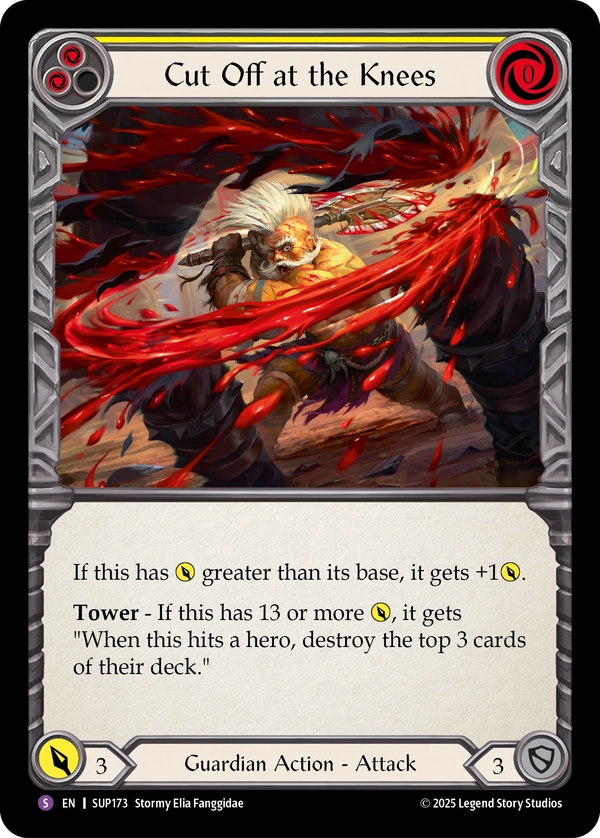 Cut Off at the Knees
0
If this has greater than its base, it gets +1.
Tower - If this has 13 or more , it gets
"When this hits a hero, destroy the top 3 cards
of their deck."
3
Guardian Action - Attack
3
S EN | SUP173 Stormy Elia Fanggidae
© 2025 Legend Story Studios